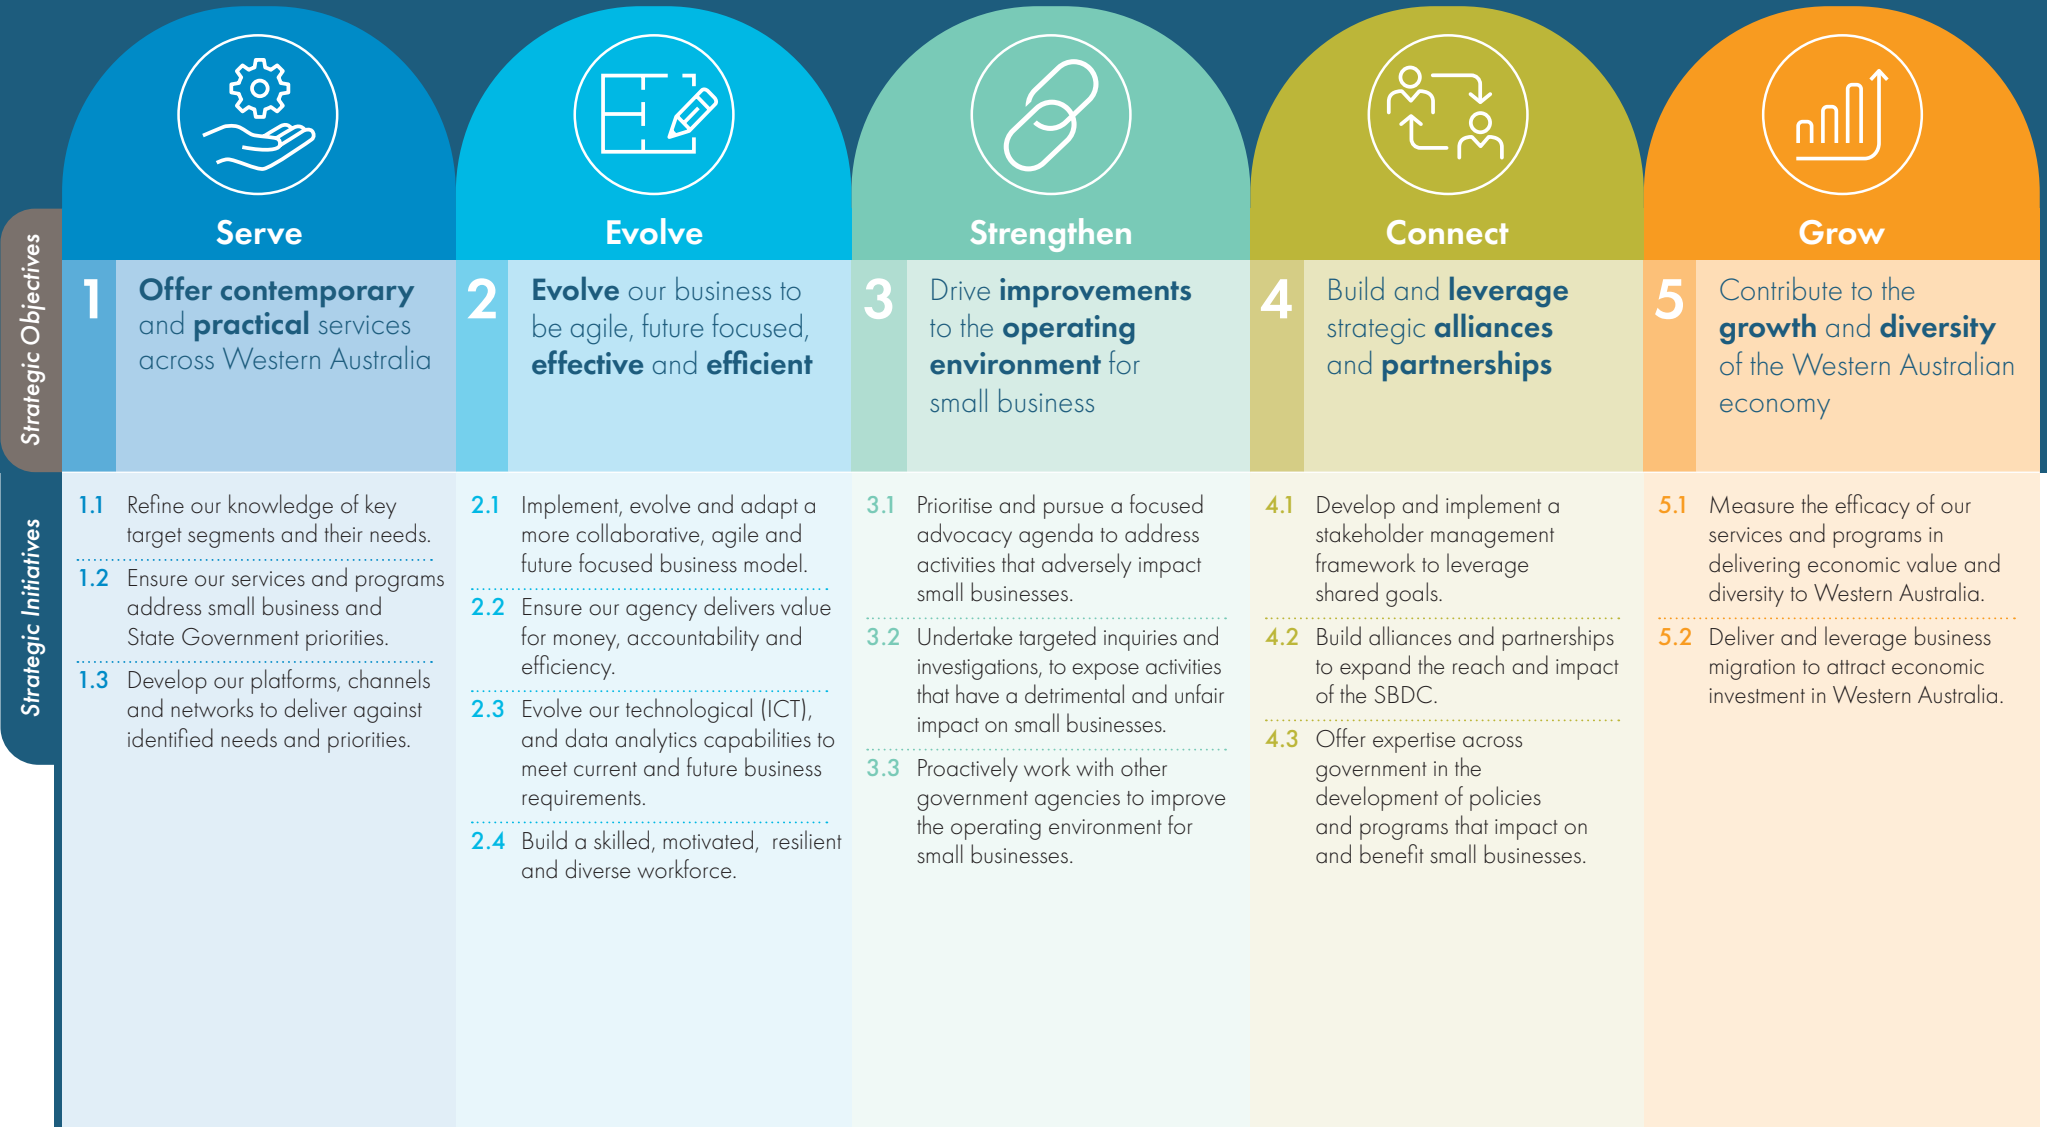 Strategic Objectives
Strategic Initiatives
Serve
1
Offer contemporary
and practical services
across Western Australia
1.1 Refine our knowledge of key
target segments and their needs.
1.2 Ensure our services and programs
address small business and
State Government priorities.
1.3 Develop our platforms, channels
and networks to deliver against
identified needs and priorities.
Evolve
2
Evolve our business to
be agile, future focused,
effective and efficient
2.1 Implement, evolve and adapt a
more collaborative, agile and
future focused business model.
2.2 Ensure our agency delivers value
for money, accountability and
efficiency.
2.3 Evolve our technological (ICT),
and data analytics capabilities to
meet current and future business
requirements.
2.4 Build a skilled, motivated, resilient
and diverse workforce.
Strengthen
3
Drive improvements
to the operating
environment for
small business
3.1 Prioritise and pursue a focused
advocacy agenda to address
activities that adversely impact
small businesses.
3.2 Undertake targeted inquiries and
investigations, to expose activities
that have a detrimental and unfair
impact on small businesses.
3.3 Proactively work with other
government agencies to improve
the operating environment for
small businesses.
Connect
4
Build and leverage
strategic alliances
and partnerships
4.1 Develop and implement a
stakeholder management
framework to leverage
shared goals.
4.2 Build alliances and partnerships
to expand the reach and impact
of the SBDC.
4.3 Offer expertise across
government in the
development of policies
and programs that impact on
and benefit small businesses.
Grow
5
Contribute to the
growth and diversity
of the Western Australian
economy
5.1 Measure the efficacy of our
services and programs in
delivering economic value and
diversity to Western Australia.
5.2 Deliver and leverage business
migration to attract economic
investment in Western Australia.